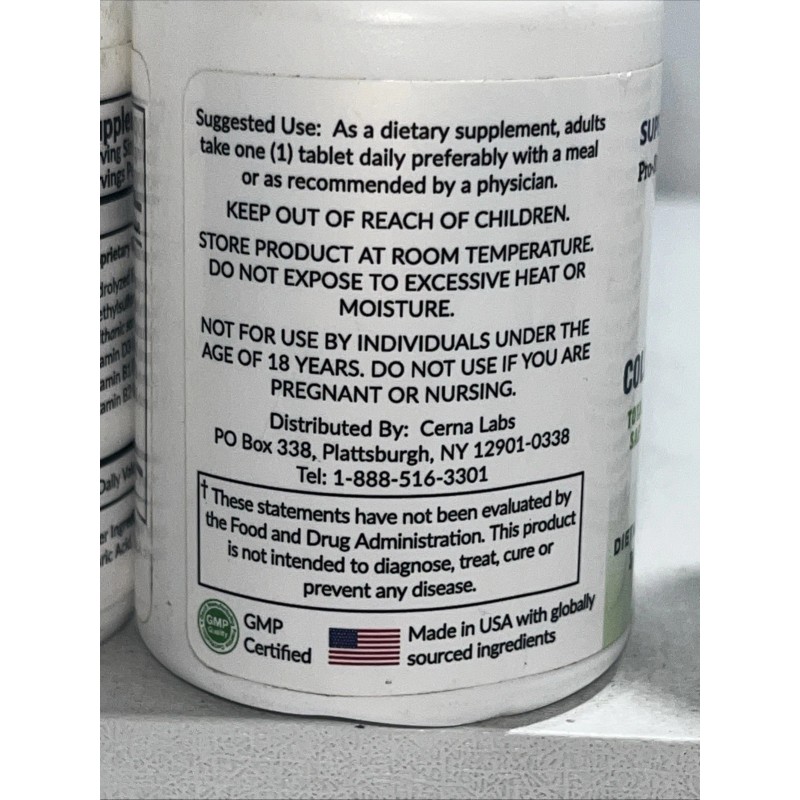 Suggested Use: As a dietary supplement, adults
take one (1) tablet daily preferably with a meal
or as recommended by a physician.
KEEP OUT OF REACH OF CHILDREN.
STORE PRODUCT AT ROOM TEMPERATURE.
DO NOT EXPOSE TO EXCESSIVE HEAT OR
MOISTURE.
NOT FOR USE BY INDIVIDUALS UNDER THE
AGE OF 18 YEARS. DO NOT USE IF YOU ARE
PREGNANT OR NURSING.
Distributed By: Cerna Labs
PO Box 338, Plattsburgh, NY 12901-0338
Tel: 1-888-516-3301
† These statements have not been evaluated by
the Food and Drug Administration. This product
is not intended to diagnose, treat, cure or
prevent any disease.
GMP
Quality
GMP
Certified
Made in USA with globally
sourced ingredients